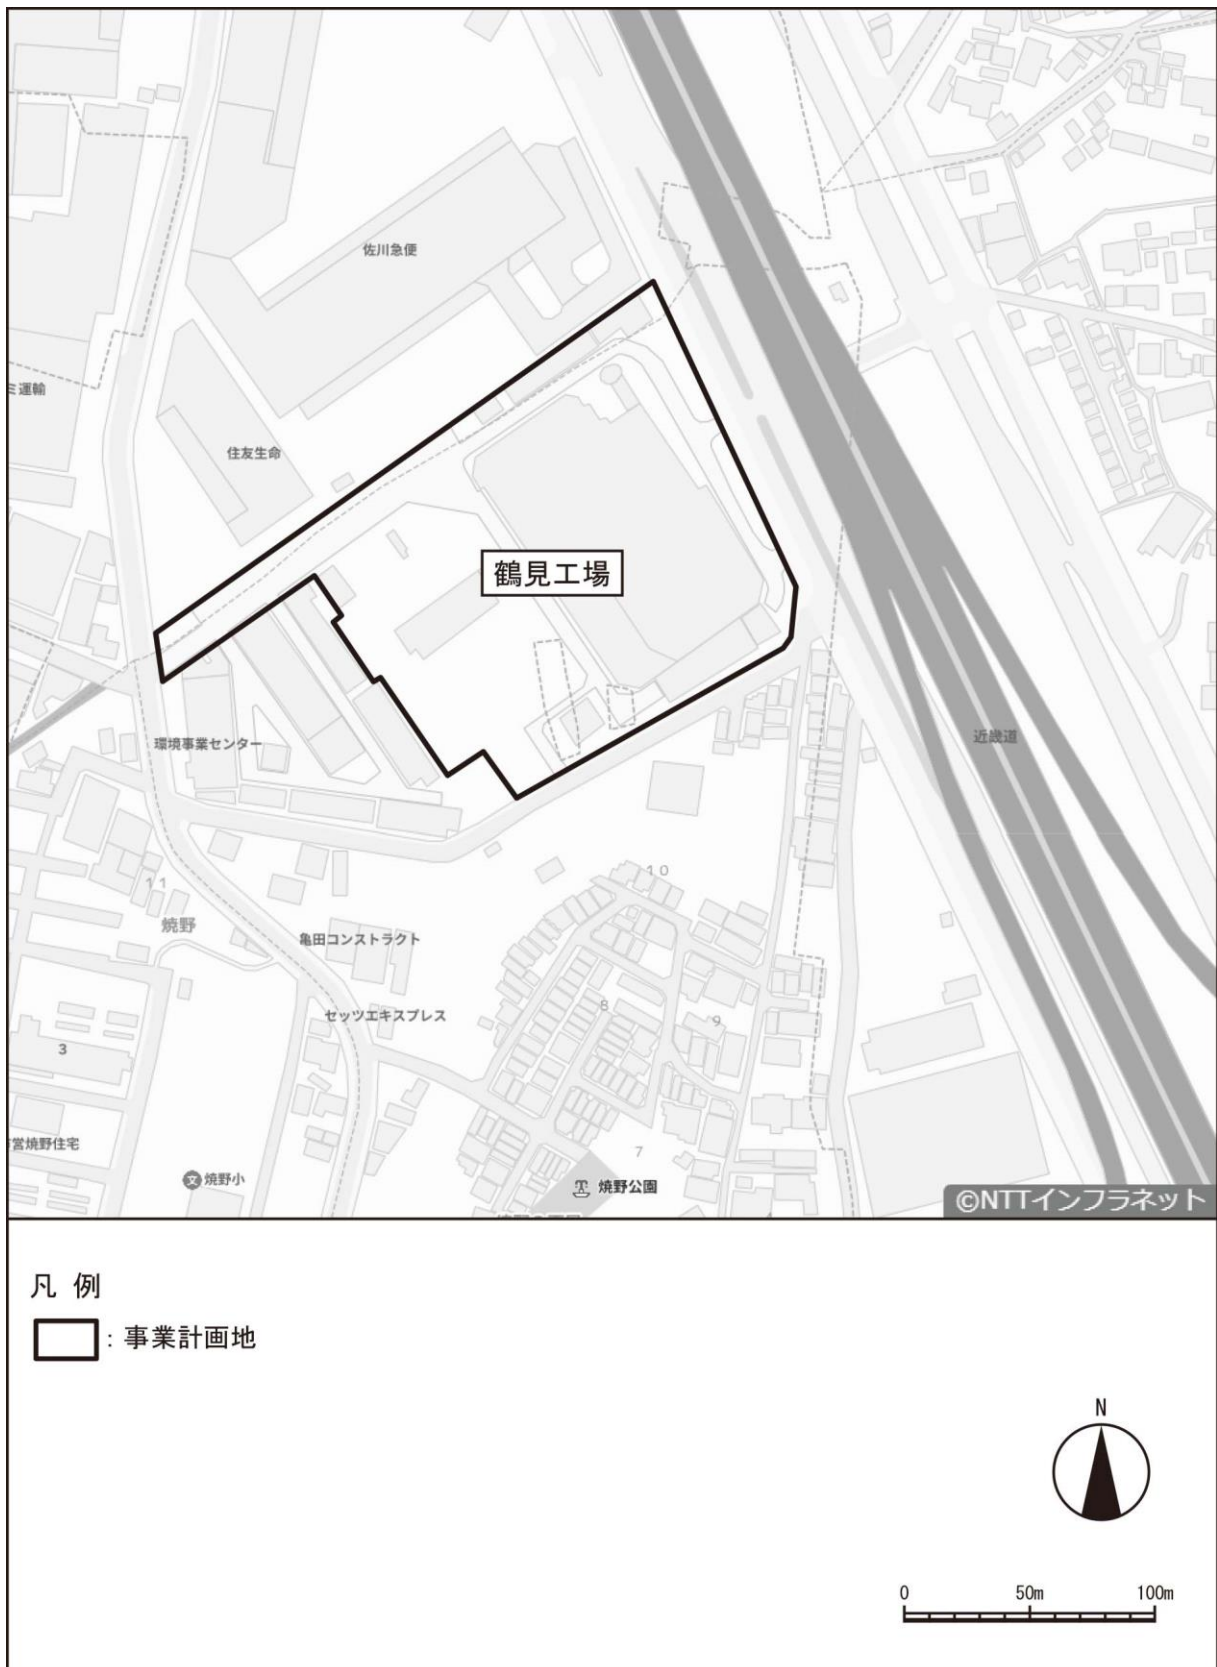 佐川急便
ミ運輸
住友生命
鶴見工場
環境事業センター
近畿道
10
11
焼野
亀田コンストラクト
8
9
セッツエキスプレス
3
営焼野住宅
7
焼野小
焼野公園
©NTTインフラネット
凡 例
: 事業計画地
N
0 50m 100m